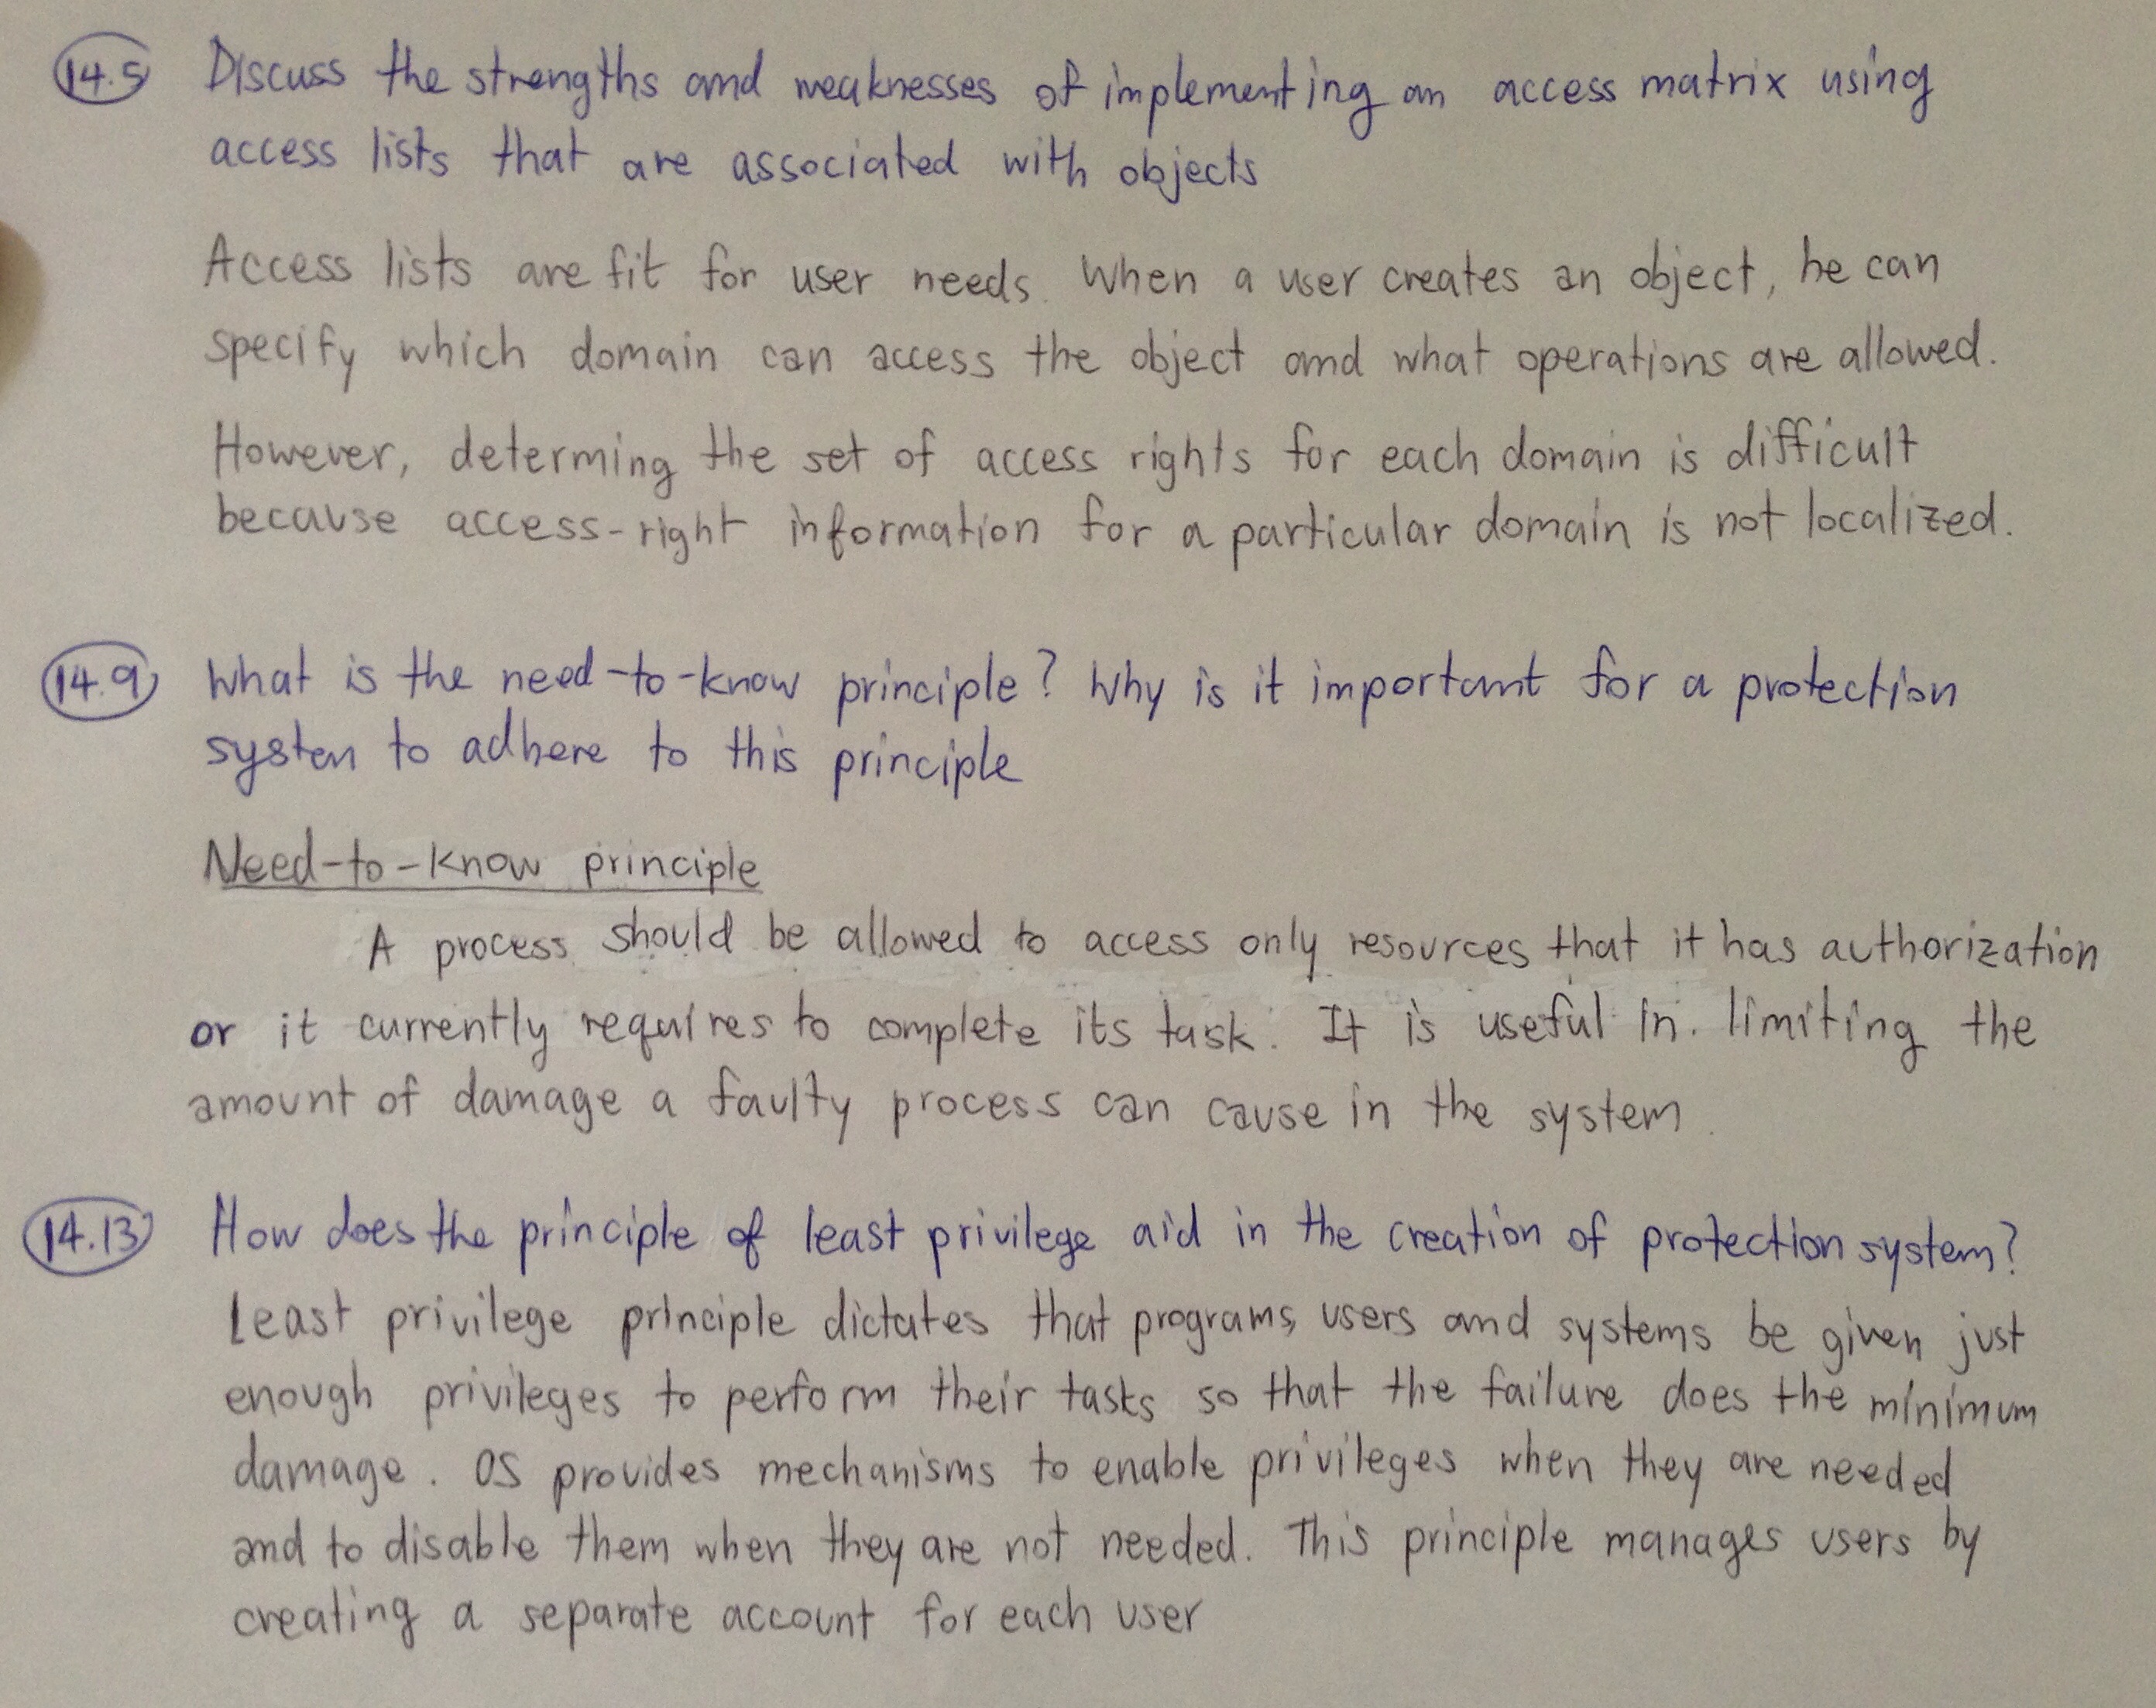 14.5 Discuss the strengths and weaknesses of implementing an access matrix using
access lists that are associated with objects
Access lists are fit for user needs. When a user creates an object, he can
specify which domain can access the object and what operations are allowed.
However, determing the set of access rights for each domain is difficult
because access-right information for a particular domain is not localized.
14.9 What is the need-to-know principle? Why is it important for a protection
system to adhere to this principle
Need-to-know principle
A process should be allowed to access only resources that it has authorization
or it currently requires to complete its task. It is useful in limiting the
amount of damage a faulty process can cause in the system.
14.13 How does the principle of least privilege aid in the creation of protection system?
Least privilege principle dictates that programs, users and systems be given just
enough privileges to perform their tasks so that the failure does the minimum
damage. OS provides mechanisms to enable privileges when they are needed
and to disable them when they are not needed. This principle manages users by
creating a separate account for each user